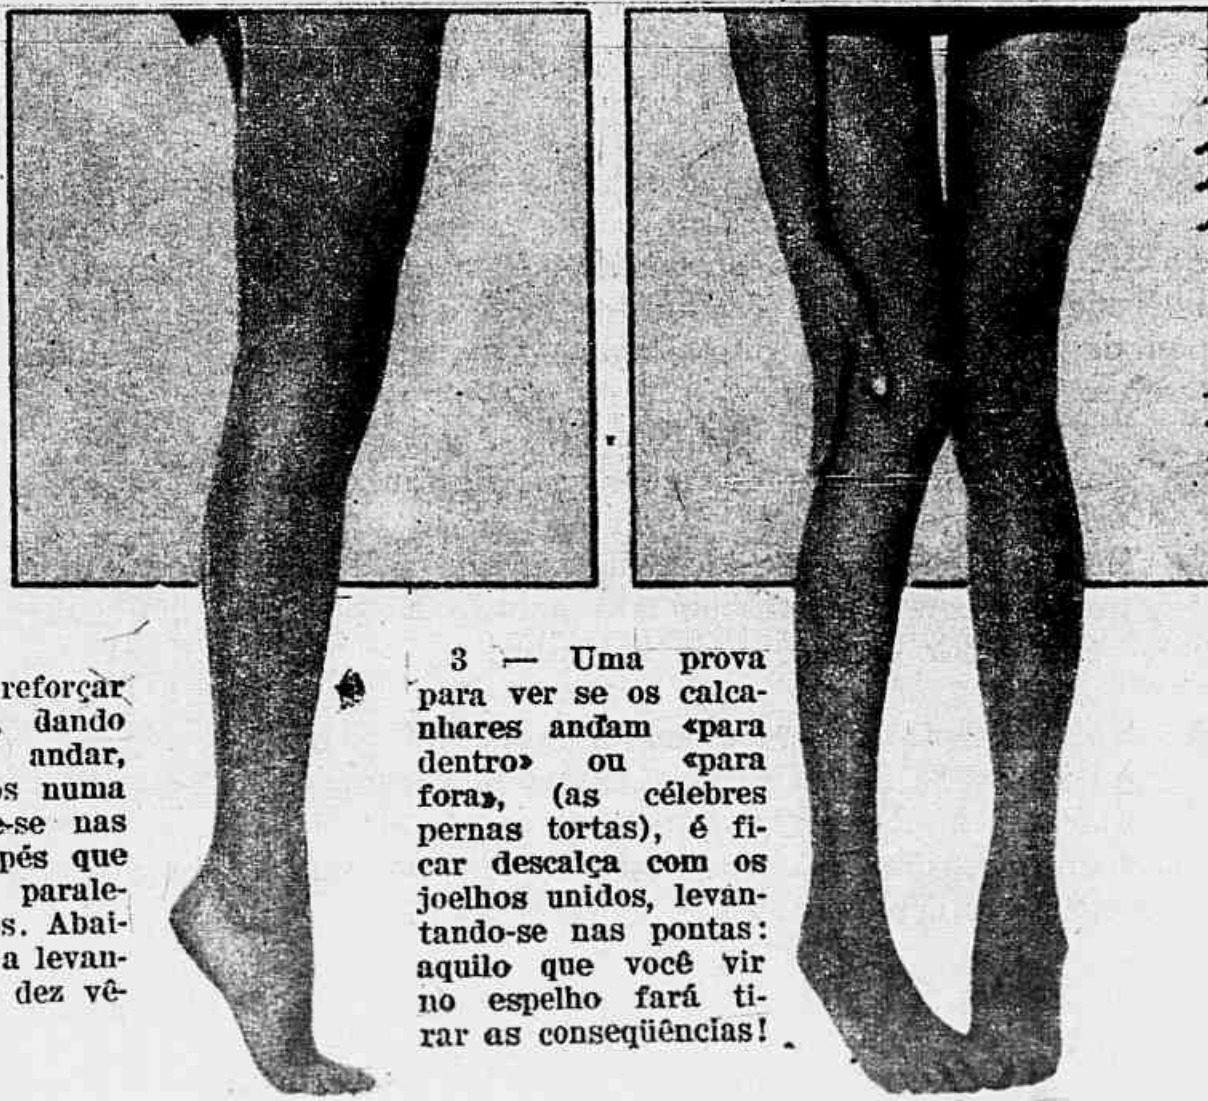 reforçar
dando
andar,
os numa
e-se nas
pés que
parale-
s. Abai-
a levan-
dez vê-
3 — Uma prova
para ver se os calca-
nhares andam «para
dentro» ou «para
fora», (as célebres
pernas tortas), é fi-
car descalça com os
joelhos unidos, levan-
tando-se nas pontas:
aquilo que você vir
no espelho fará ti-
rar as conseqüências!